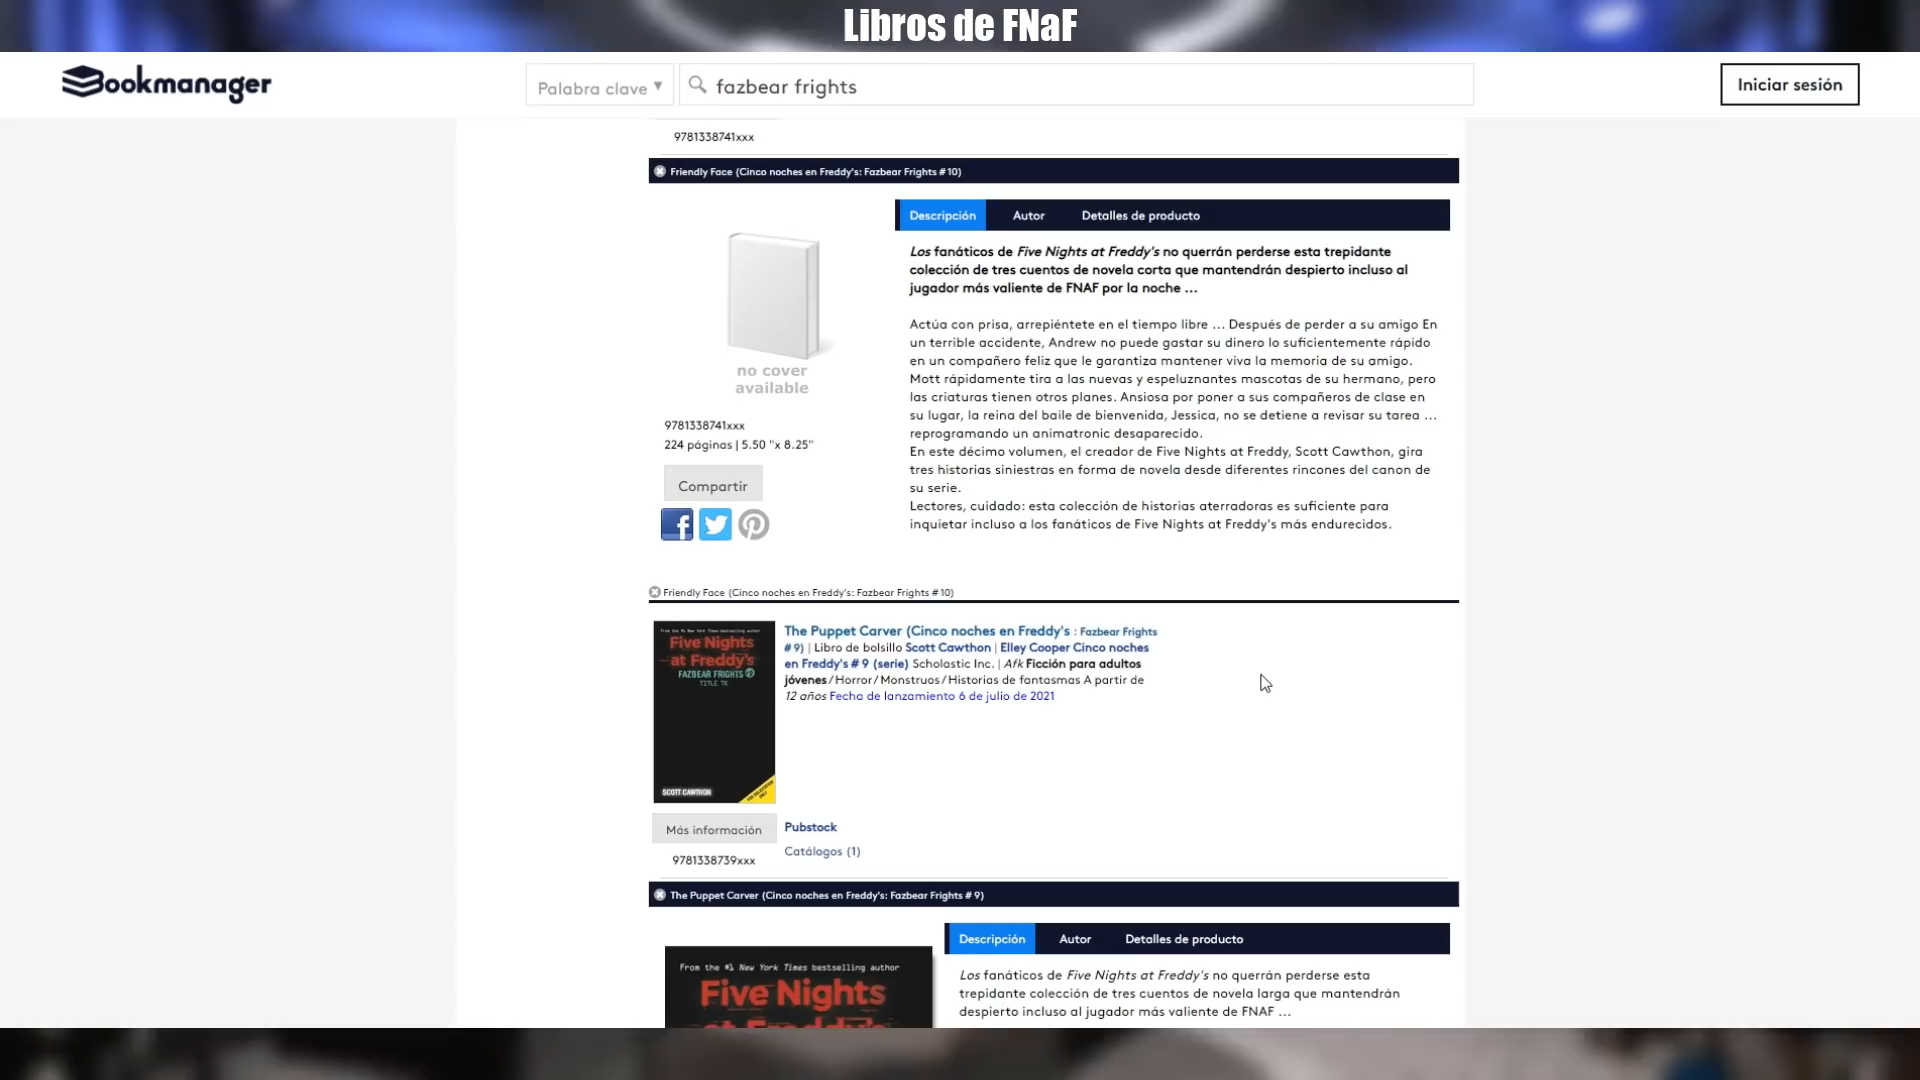 Libros de FNaF
Bookmanager
Palabra clave ▼
fazbear frights
Iniciar sesión
9781338741xxx
Friendly Face (Cinco noches en Freddy's: Fazbear Frights # 10)
Descripción Autor Detalles de producto
Los fanáticos de Five Nights at Freddy's no querrán perderse esta trepidante
colección de tres cuentos de novela corta que mantendrán despierto incluso al
jugador más valiente de FNAF por la noche ...
Actúa con prisa, arrepiéntete en el tiempo libre ... Después de perder a su amigo En
un terrible accidente, Andrew no puede gastar su dinero lo suficientemente rápido
en un compañero feliz que le garantiza mantener viva la memoria de su amigo.
Mott rápidamente tira a las nuevas y espeluznantes mascotas de su hermano, pero
las criaturas tienen otros planes. Ansiosa por poner a sus compañeros de clase en
su lugar, la reina del baile de bienvenida, Jessica, no se detiene a revisar su tarea ...
reprogramando un animatronic desaparecido.
En este décimo volumen, el creador de Five Nights at Freddy, Scott Cawthon, gira
tres historias siniestras en forma de novela desde diferentes rincones del canon de
su serie.
Lectores, cuidado: esta colección de historias aterradoras es suficiente para
inquietar incluso a los fanáticos de Five Nights at Freddy's más endurecidos.
no cover
available
9781338741xxx
224 páginas | 5.50 "x 8.25"
Compartir
Friendly Face (Cinco noches en Freddy's: Fazbear Frights # 10)
From the #1 New York Times bestselling author
Five Nights
at Freddy's
FAZBEAR FRIGHTS
TITLE TK
SCOTT CAWTHON
The Puppet Carver (Cinco noches en Freddy's : Fazbear Frights
# 9) | Libro de bolsillo Scott Cawthon | Elley Cooper Cinco noches
en Freddy's # 9 (serie) Scholastic Inc. | Afk Ficción para adultos
jóvenes / Horror / Monstruos / Historias de fantasmas A partir de
12 años Fecha de lanzamiento 6 de julio de 2021
Más información
Pubstock
Catálogos (1)
9781338739xxx
The Puppet Carver (Cinco noches en Freddy's: Fazbear Frights # 9)
Descripción Autor Detalles de producto
From the #1 New York Times bestselling author
Five Nights
at Freddy's
Los fanáticos de Five Nights at Freddy's no querrán perderse esta
trepidante colección de tres cuentos de novela larga que mantendrán
despierto incluso al jugador más valiente de FNAF ...